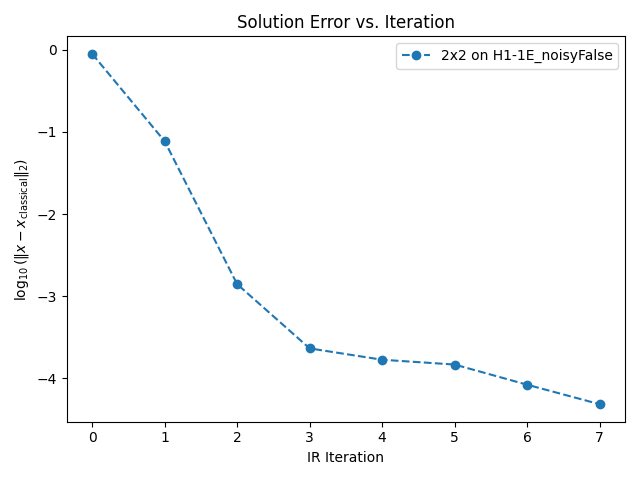 Solution Error vs. Iteration
2x2 on H1-1E_noisyFalse
log₁₀ (‖x − x_classical‖₂)
0
−1
−2
−3
−4
0 1 2 3 4 5 6 7
IR Iteration